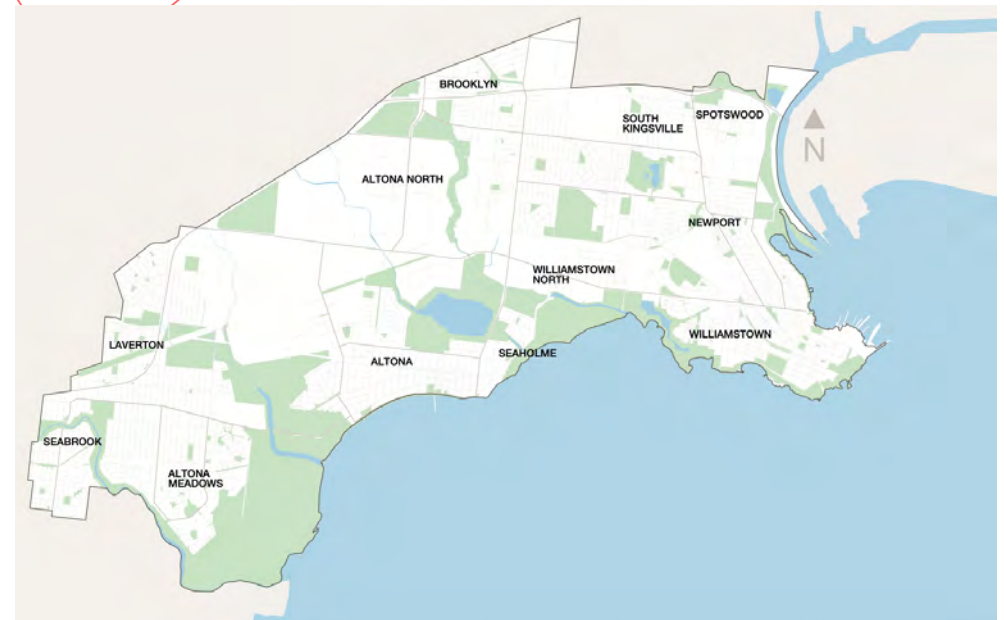 BROOKLYN
SOUTH
KINGSVILLE
SPOTSWOOD
N
ALTONA NORTH
NEWPORT
WILLIAMSTOWN
NORTH
WILLIAMSTOWN
LAVERTON
SEAHOLME
ALTONA
SEABROOK
ALTONA
MEADOWS